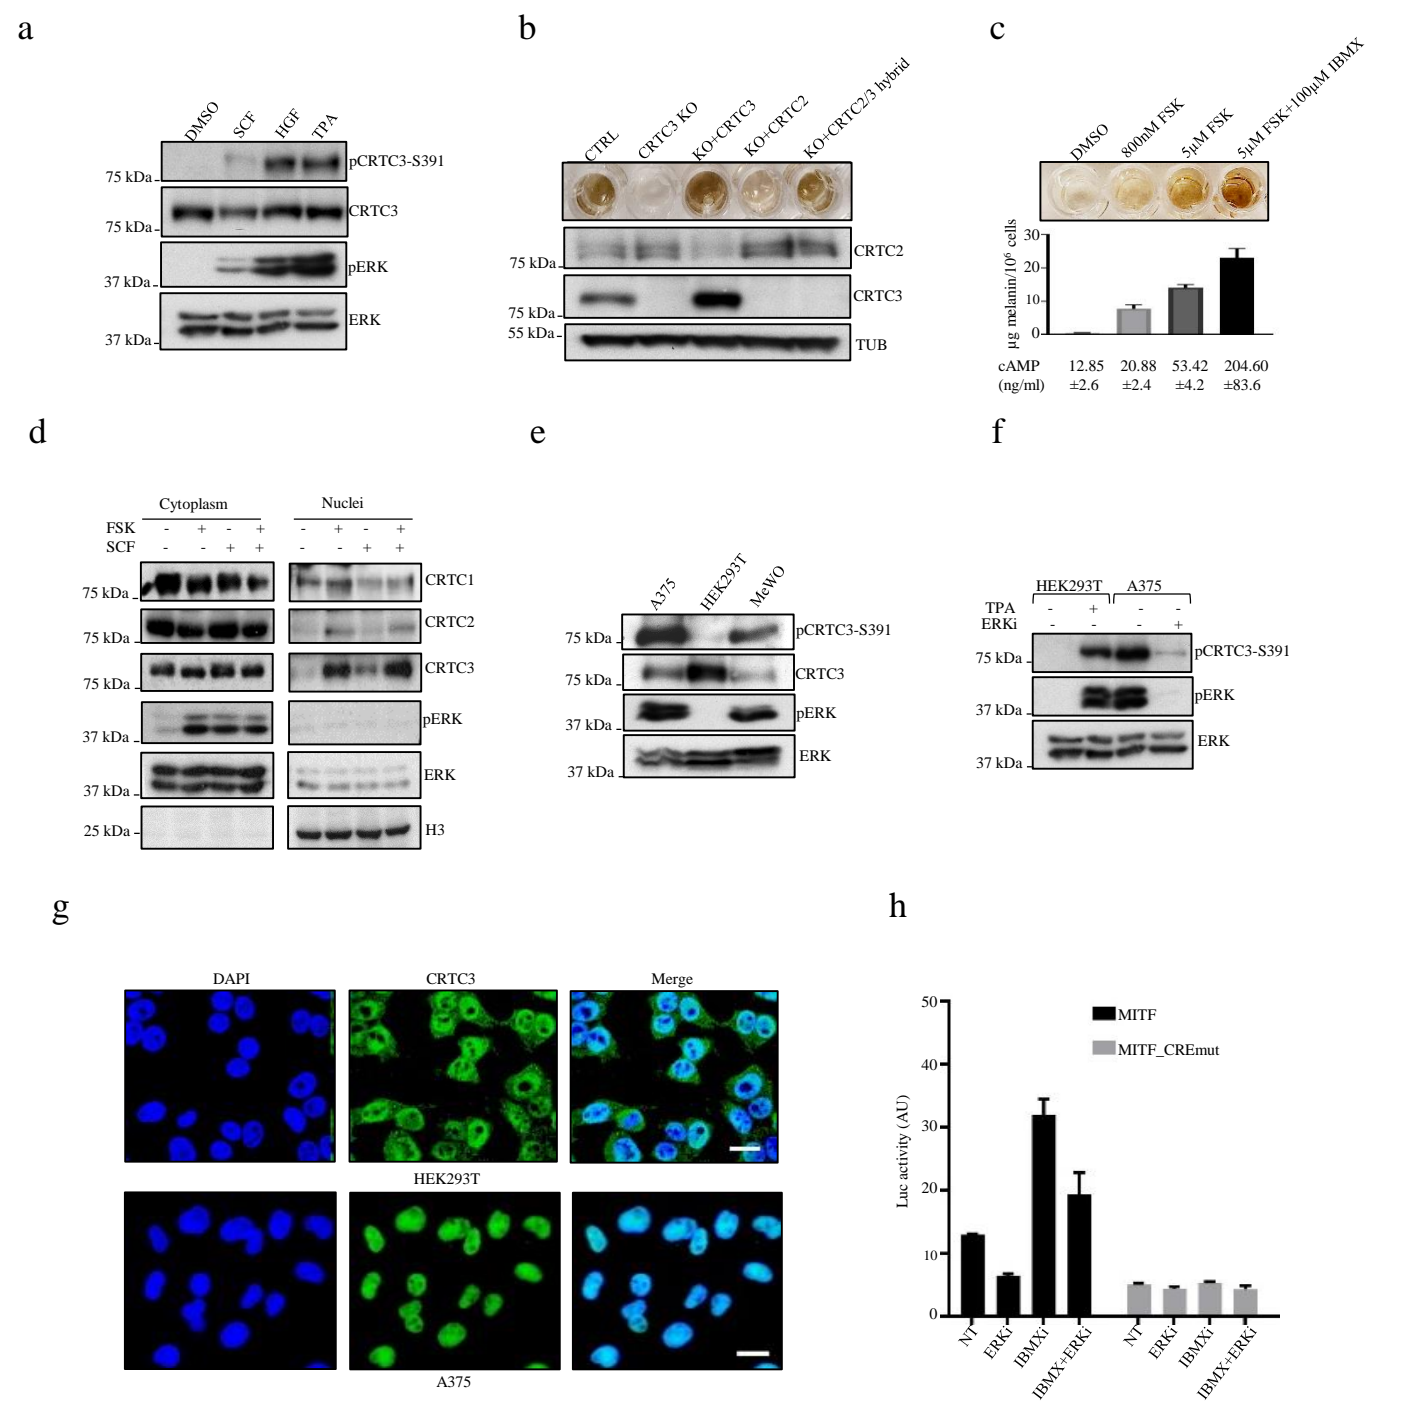 a
DMSO
SCF
HGF
TPA
pCRTC3-S391
75 kDa
CRTC3
75 kDa
pERK
37 kDa
ERK
37 kDa
b
CTRL
CRTC3 KO
KO+CRTC3
KO+CRTC2
KO+CRTC2/3 hybrid
CRTC2
75 kDa
CRTC3
75 kDa
55 kDa
TUB
c
DMSO
800nM FSK
5µM FSK
5µM FSK+100µM IBMX
µg melanin/10⁶ cells
30
20
10
0
cAMP 12.85 20.88 53.42 204.60
(ng/ml) ±2.6 ±2.4 ±4.2 ±83.6
d
Cytoplasm Nuclei
FSK - + - + - + - +
SCF - - + + - - + +
CRTC1
75 kDa
CRTC2
75 kDa
CRTC3
75 kDa
pERK
37 kDa
ERK
37 kDa
25 kDa
H3
e
A375
HEK293T
MeWO
pCRTC3-S391
75 kDa
CRTC3
75 kDa
pERK
37 kDa
ERK
37 kDa
f
HEK293T A375
TPA - + - -
ERKi - - - +
pCRTC3-S391
75 kDa
pERK
37 kDa
ERK
37 kDa
g
DAPI CRTC3 Merge
HEK293T
A375
h
Luc activity (AU)
50
40
30
20
10
0
MITF
MITF_CREmut
NT
ERKi
IBMXi
IBMX+ERKi
NT
ERKi
IBMXi
IBMX+ERKi